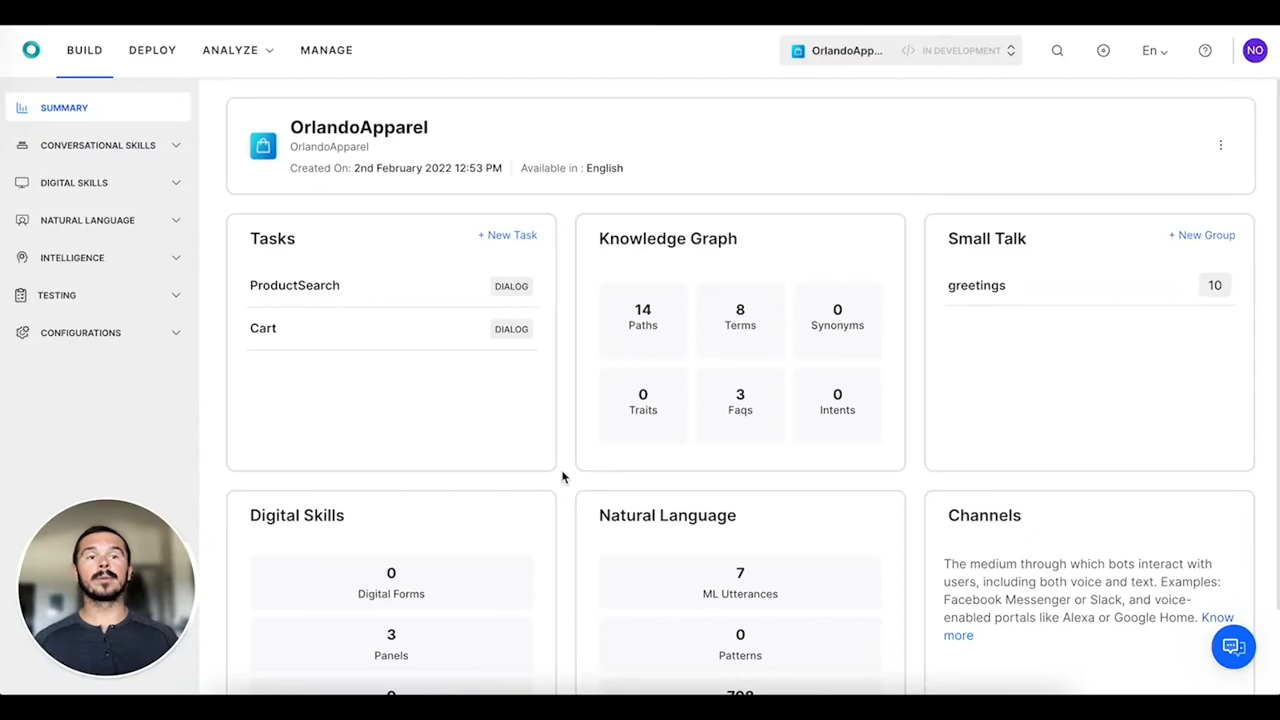 BUILD
DEPLOY
ANALYZE
MANAGE
OrlandoApp...
</> IN DEVELOPMENT
En
NO
SUMMARY
CONVERSATIONAL SKILLS
DIGITAL SKILLS
NATURAL LANGUAGE
INTELLIGENCE
TESTING
CONFIGURATIONS
OrlandoApparel
OrlandoApparel
Created On: 2nd February 2022 12:53 PM
Available in : English
Tasks
+ New Task
ProductSearch
DIALOG
Cart
DIALOG
Knowledge Graph
14
Paths
8
Terms
0
Synonyms
0
Traits
3
Faqs
0
Intents
Small Talk
+ New Group
greetings
10
Digital Skills
0
Digital Forms
3
Panels
Natural Language
7
ML Utterances
0
Patterns
Channels
The medium through which bots interact with
users, including both voice and text. Examples:
Facebook Messenger or Slack, and voice-
enabled portals like Alexa or Google Home. Know
more